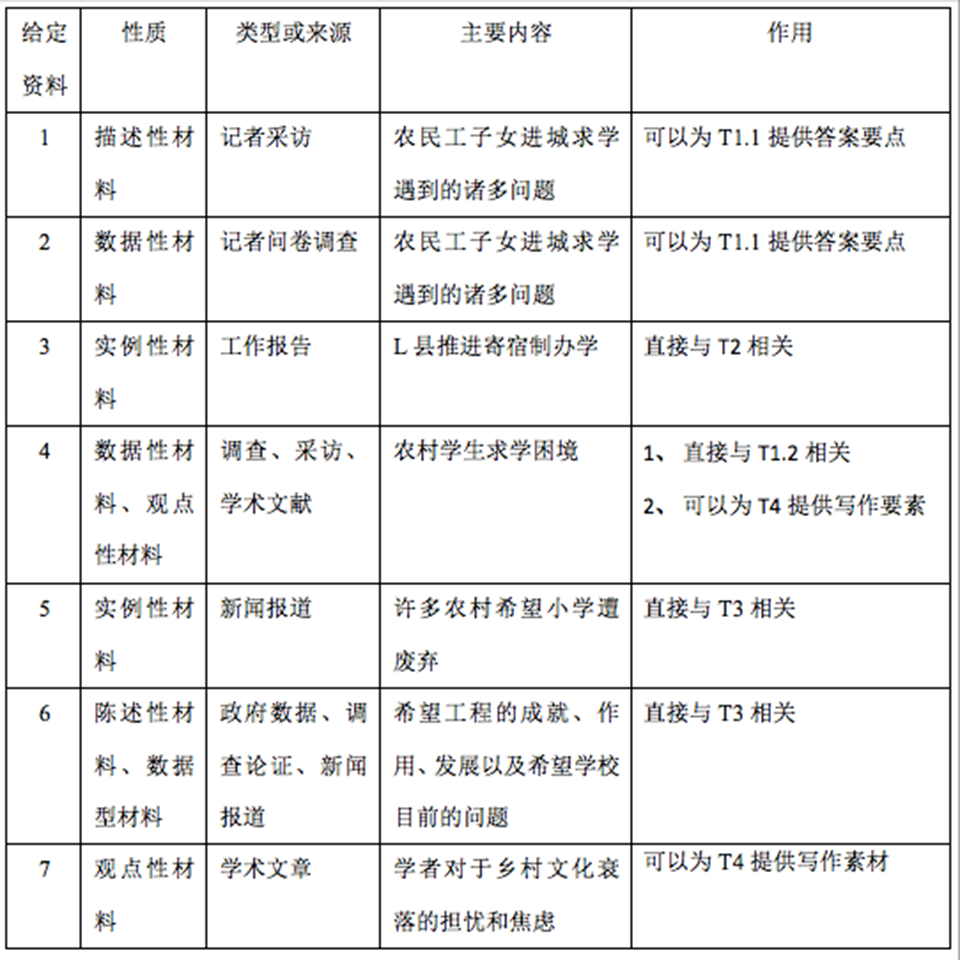 给定 性质 类型或来源 主要内容 作用
资料
1 描述性材 记者采访 农民工子女进城求学 可以为 T1.1 提供答案要点
料 遇到的诸多问题
2 数据性材 记者问卷调查 农民工子女进城求学 可以为 T1.1 提供答案要点
料 遇到的诸多问题
3 实例性材 工作报告 L 县推进寄宿制办学 直接与 T2 相关
料
4 数据性材 调查、采访、 农村学生求学困境 1、 直接与 T1.2 相关
料、观点 学术文献 2、 可以为 T4 提供写作要素
性材料
5 实例性材 新闻报道 许多农村希望小学遭 直接与 T3 相关
料 废弃
6 陈述性材 政府数据、调 希望工程的成就、作 直接与 T3 相关
料、数据 查论证、新闻 用、发展以及希望学校
型材料 报道 目前的问题
7 观点性材 学术文章 学者对于乡村文化衰 可以为 T4 提供写作素材
料 落的担忧和焦虑